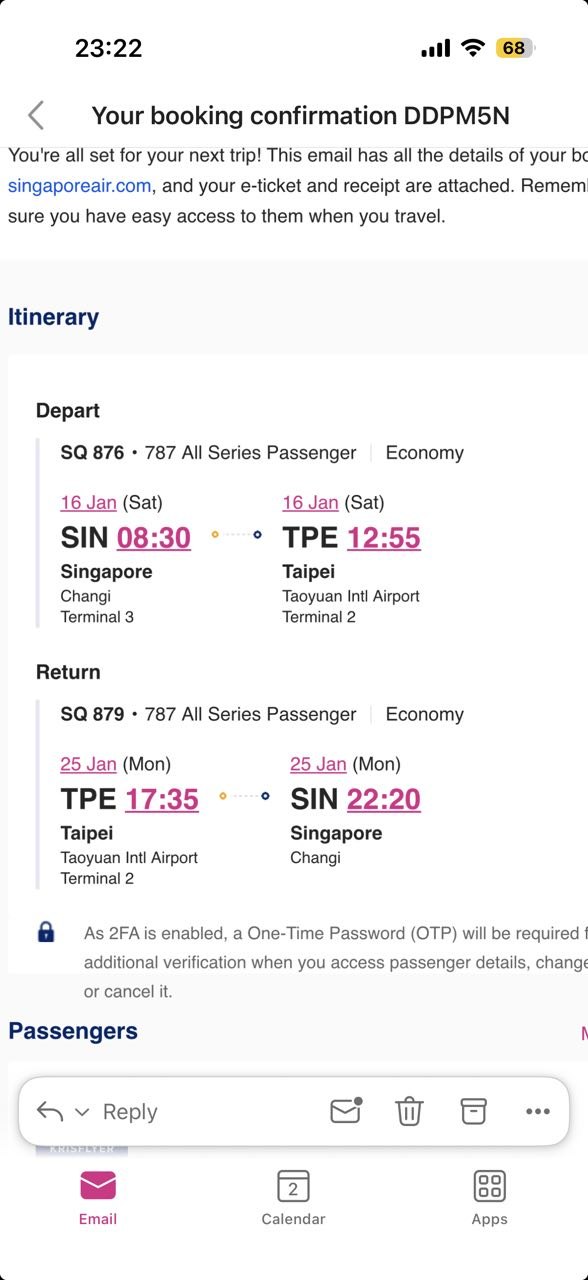 23:22
68
Your booking confirmation DDPM5N
You're all set for your next trip! This email has all the details of your bo
singaporeair.com, and your e-ticket and receipt are attached. Rememb
sure you have easy access to them when you travel.
Itinerary
Depart
SQ 876 • 787 All Series Passenger Economy
16 Jan (Sat) 16 Jan (Sat)
SIN 08:30 TPE 12:55
Singapore Taipei
Changi Taoyuan Intl Airport
Terminal 3 Terminal 2
Return
SQ 879 • 787 All Series Passenger Economy
25 Jan (Mon) 25 Jan (Mon)
TPE 17:35 SIN 22:20
Taipei Singapore
Taoyuan Intl Airport Changi
Terminal 2
As 2FA is enabled, a One-Time Password (OTP) will be required f
additional verification when you access passenger details, change
or cancel it.
Passengers
Reply
KRISFLYER
2
Email Calendar Apps